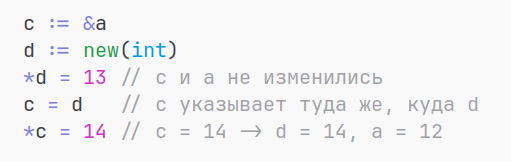 c := &a
d := new(int)
*d = 13 // c и a не изменились
c = d   // c указывает туда же, куда d
*c = 14 // c = 14 -> d = 14, a = 12